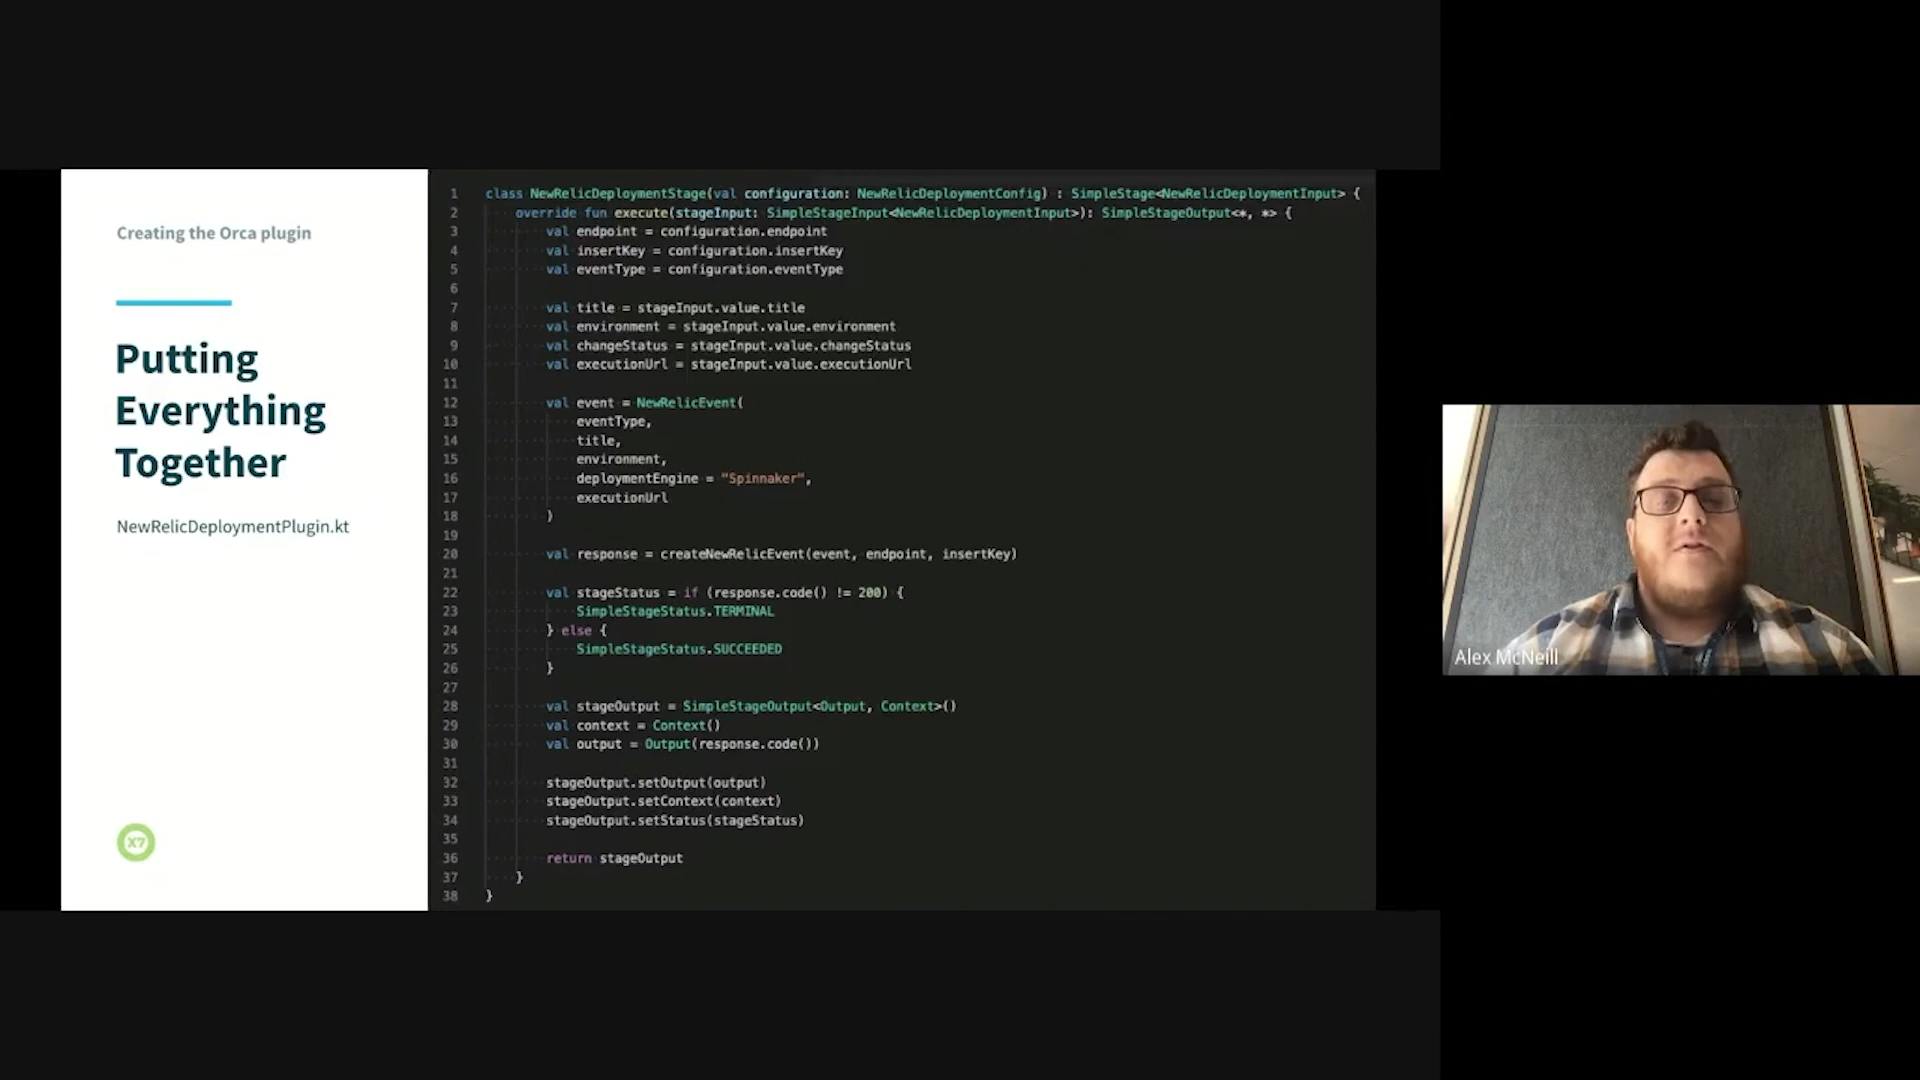 Creating the Orca plugin
Putting
Everything
Together
NewRelicDeploymentPlugin.kt
X7
1 class NewRelicDeploymentStage(val configuration: NewRelicDeploymentConfig) : SimpleStage<NewRelicDeploymentInput> {
2 override fun execute(stageInput: SimpleStageInput<NewRelicDeploymentInput>): SimpleStageOutput<*, *> {
3 val endpoint = configuration.endpoint
4 val insertKey = configuration.insertKey
5 val eventType = configuration.eventType
6
7 val title = stageInput.value.title
8 val environment = stageInput.value.environment
9 val changeStatus = stageInput.value.changeStatus
10 val executionUrl = stageInput.value.executionUrl
11
12 val event = NewRelicEvent(
13 eventType,
14 title,
15 environment,
16 deploymentEngine = "Spinnaker",
17 executionUrl
18 )
19
20 val response = createNewRelicEvent(event, endpoint, insertKey)
21
22 val stageStatus = if (response.code() != 200) {
23 SimpleStageStatus.TERMINAL
24 } else {
25 SimpleStageStatus.SUCCEEDED
26 }
27
28 val stageOutput = SimpleStageOutput<Output, Context>()
29 val context = Context()
30 val output = Output(response.code())
31
32 stageOutput.setOutput(output)
33 stageOutput.setContext(context)
34 stageOutput.setStatus(stageStatus)
35
36 return stageOutput
37 }
38 }
Alex McNeill